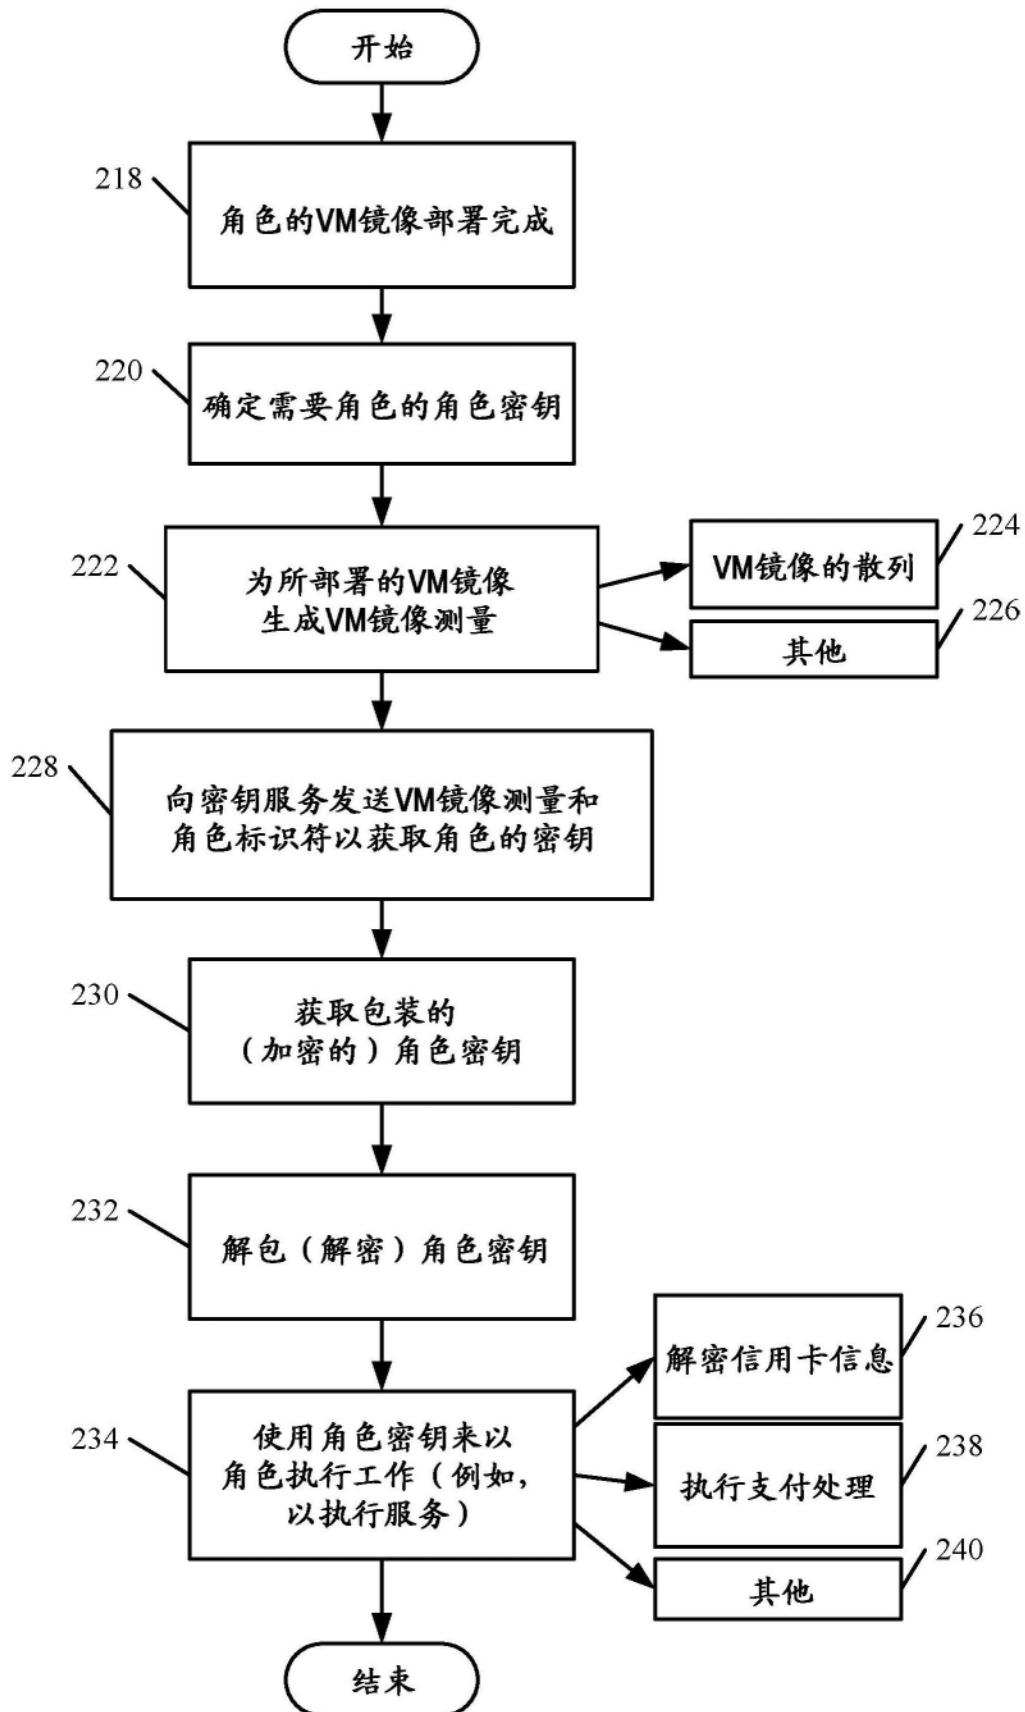 开始
218
角色的VM镜像部署完成
220
确定需要角色的角色密钥
222
为所部署的VM镜像
生成VM镜像测量
VM镜像的散列
224
其他
226
228
向密钥服务发送VM镜像测量和
角色标识符以获取角色的密钥
230
获取包装的
（加密的）角色密钥
232
解包（解密）角色密钥
234
使用角色密钥来以
角色执行工作（例如，
以执行服务）
解密信用卡信息
236
执行支付处理
238
其他
240
结束